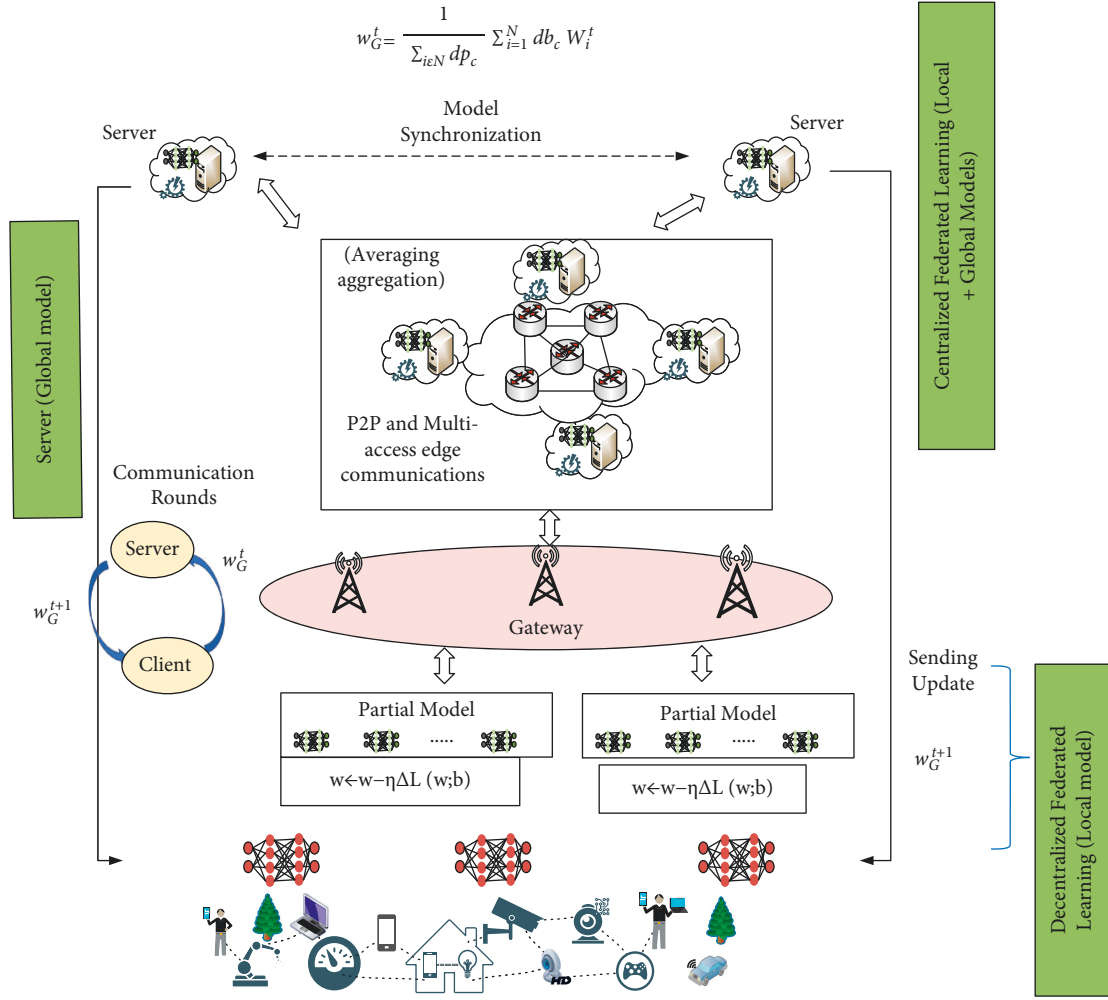 w_G^t = 1 / Σ_{iεN} dp_c Σ_{i=1}^N db_c W_i^t
Model
Synchronization
Server
Server
Centralized Federated Learning (Local
+ Global Models)
Server (Global model)
(Averaging
aggregation)
P2P and Multi-
access edge
communications
Communication
Rounds
Server
w_G^t
w_G^{t+1}
Client
Gateway
Partial Model
.....
w←w−ηΔL (w;b)
Partial Model
.....
w←w−ηΔL (w;b)
Sending
Update
w_G^{t+1}
Decentralized Federated
Learning (Local model)
HD